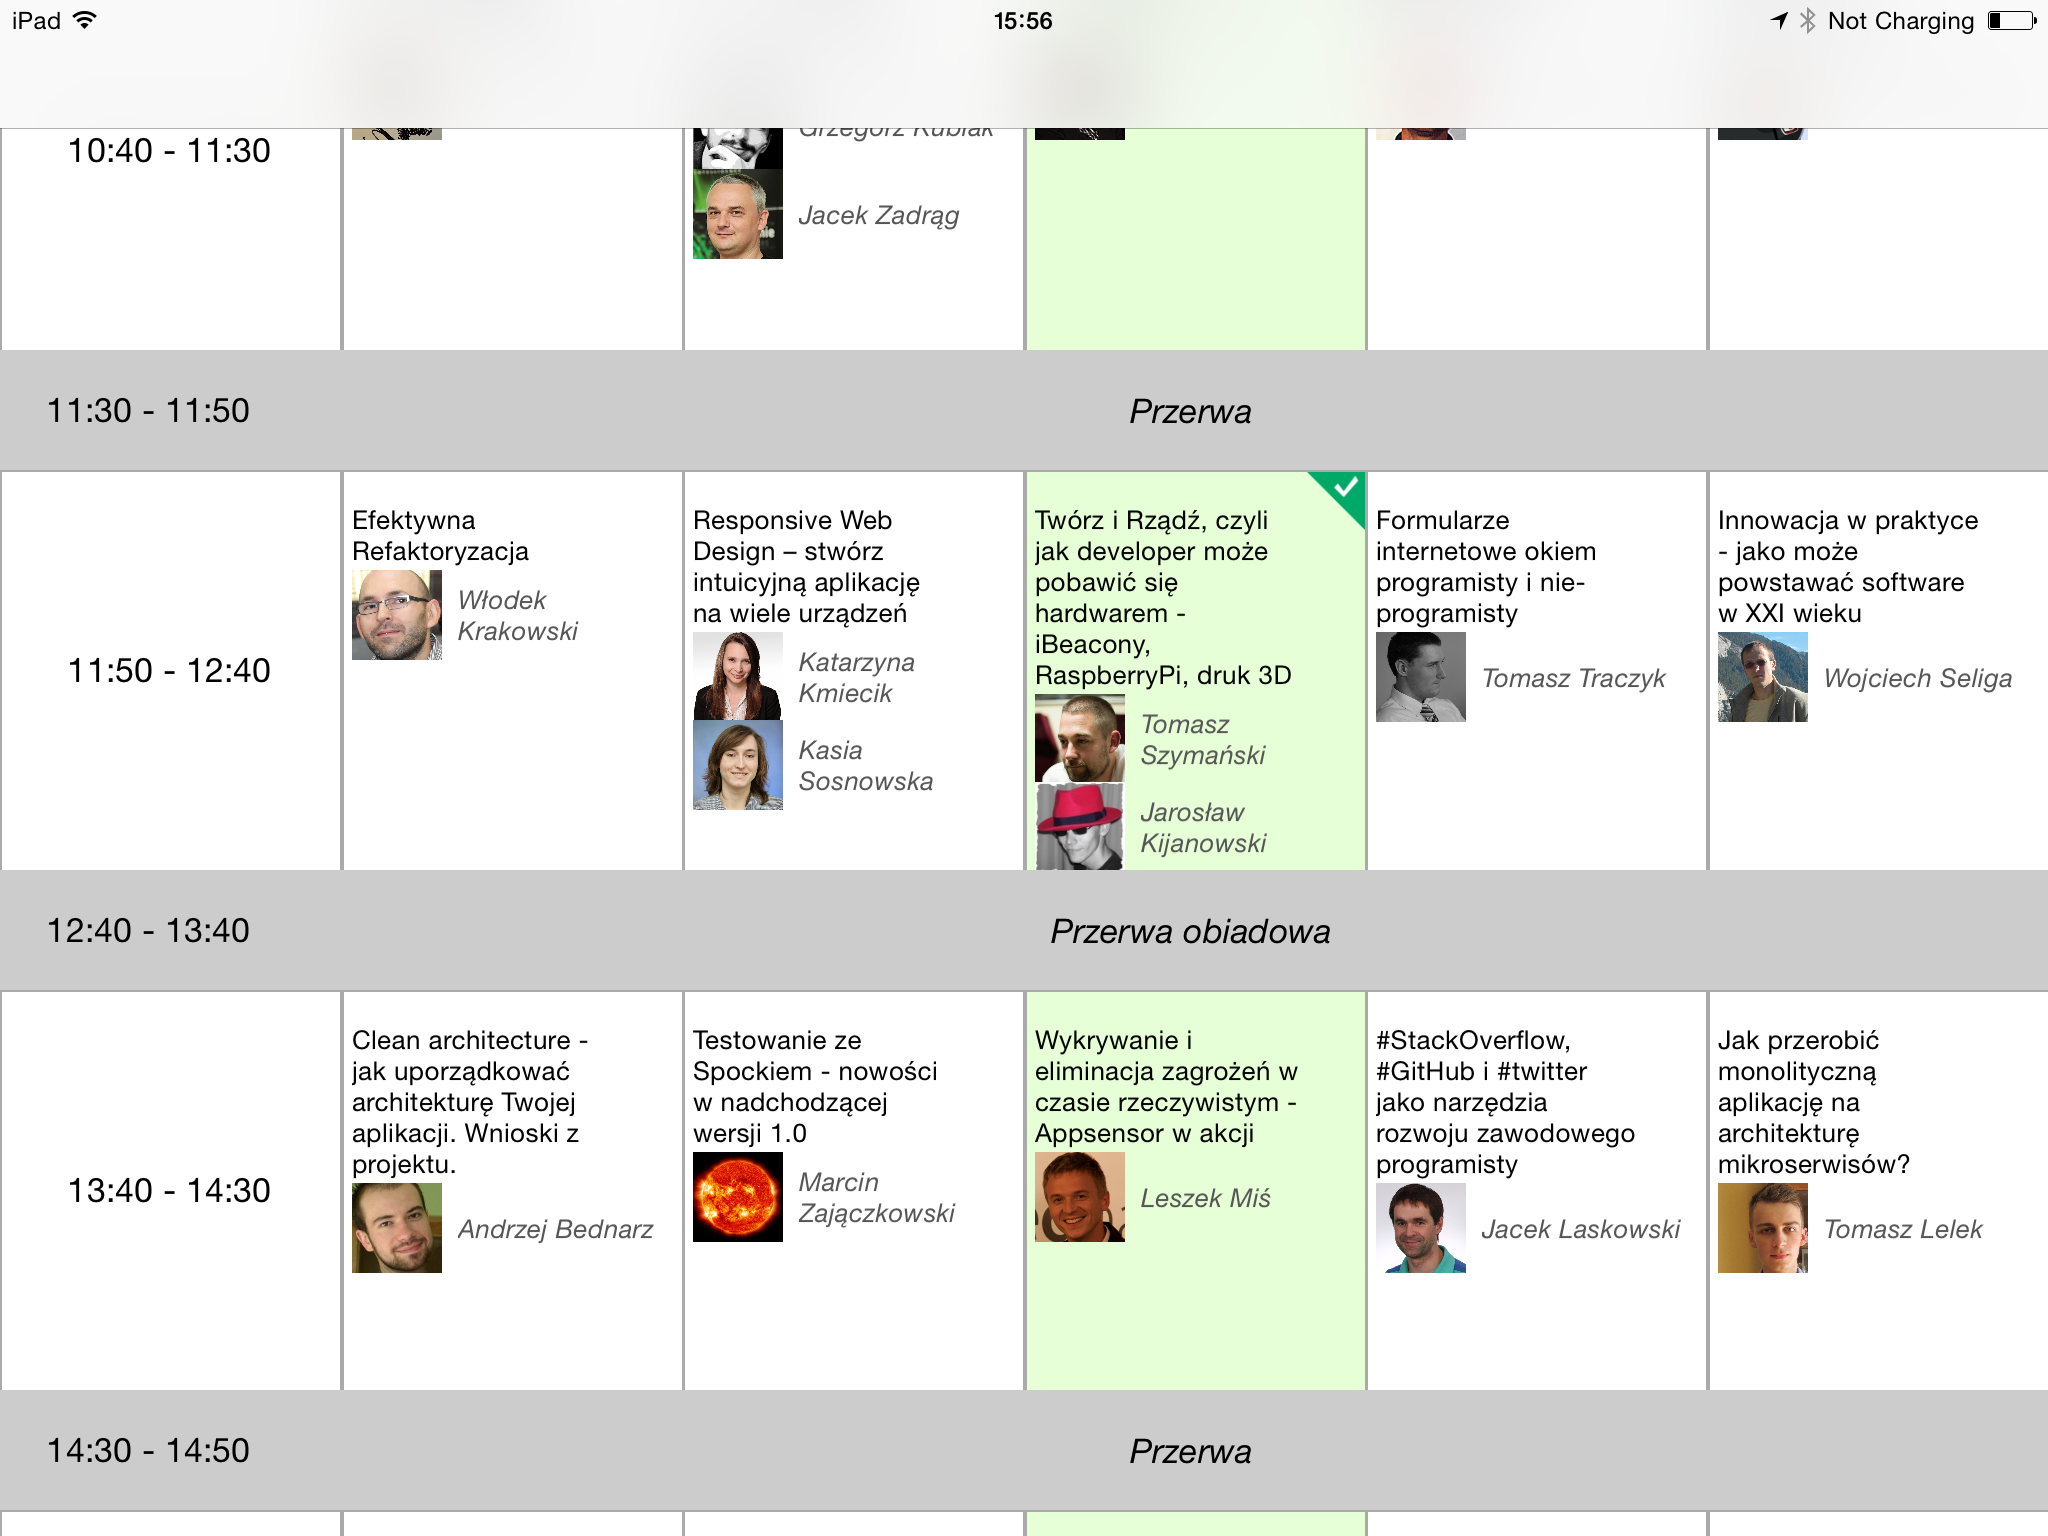 iPad
15:56
Not Charging
10:40 - 11:30
Grzegorz Kubiak
Jacek Zadrąg
11:30 - 11:50
Przerwa
11:50 - 12:40
Efektywna
Refaktoryzacja
Włodek
Krakowski
Responsive Web
Design – stwórz
intuicyjną aplikację
na wiele urządzeń
Katarzyna
Kmiecik
Kasia
Sosnowska
Twórz i Rządź, czyli
jak developer może
pobawić się
hardwarem -
iBeacony,
RaspberryPi, druk 3D
Tomasz
Szymański
Jarosław
Kijanowski
Formularze
internetowe okiem
programisty i nie-
programisty
Tomasz Traczyk
Innowacja w praktyce
- jako może
powstawać software
w XXI wieku
Wojciech Seliga
12:40 - 13:40
Przerwa obiadowa
13:40 - 14:30
Clean architecture -
jak uporządkować
architekturę Twojej
aplikacji. Wnioski z
projektu.
Andrzej Bednarz
Testowanie ze
Spockiem - nowości
w nadchodzącej
wersji 1.0
Marcin
Zajączkowski
Wykrywanie i
eliminacja zagrożeń w
czasie rzeczywistym -
Appsensor w akcji
Leszek Miś
#StackOverflow,
#GitHub i #twitter
jako narzędzia
rozwoju zawodowego
programisty
Jacek Laskowski
Jak przerobić
monolityczną
aplikację na
architekturę
mikroserwisów?
Tomasz Lelek
14:30 - 14:50
Przerwa